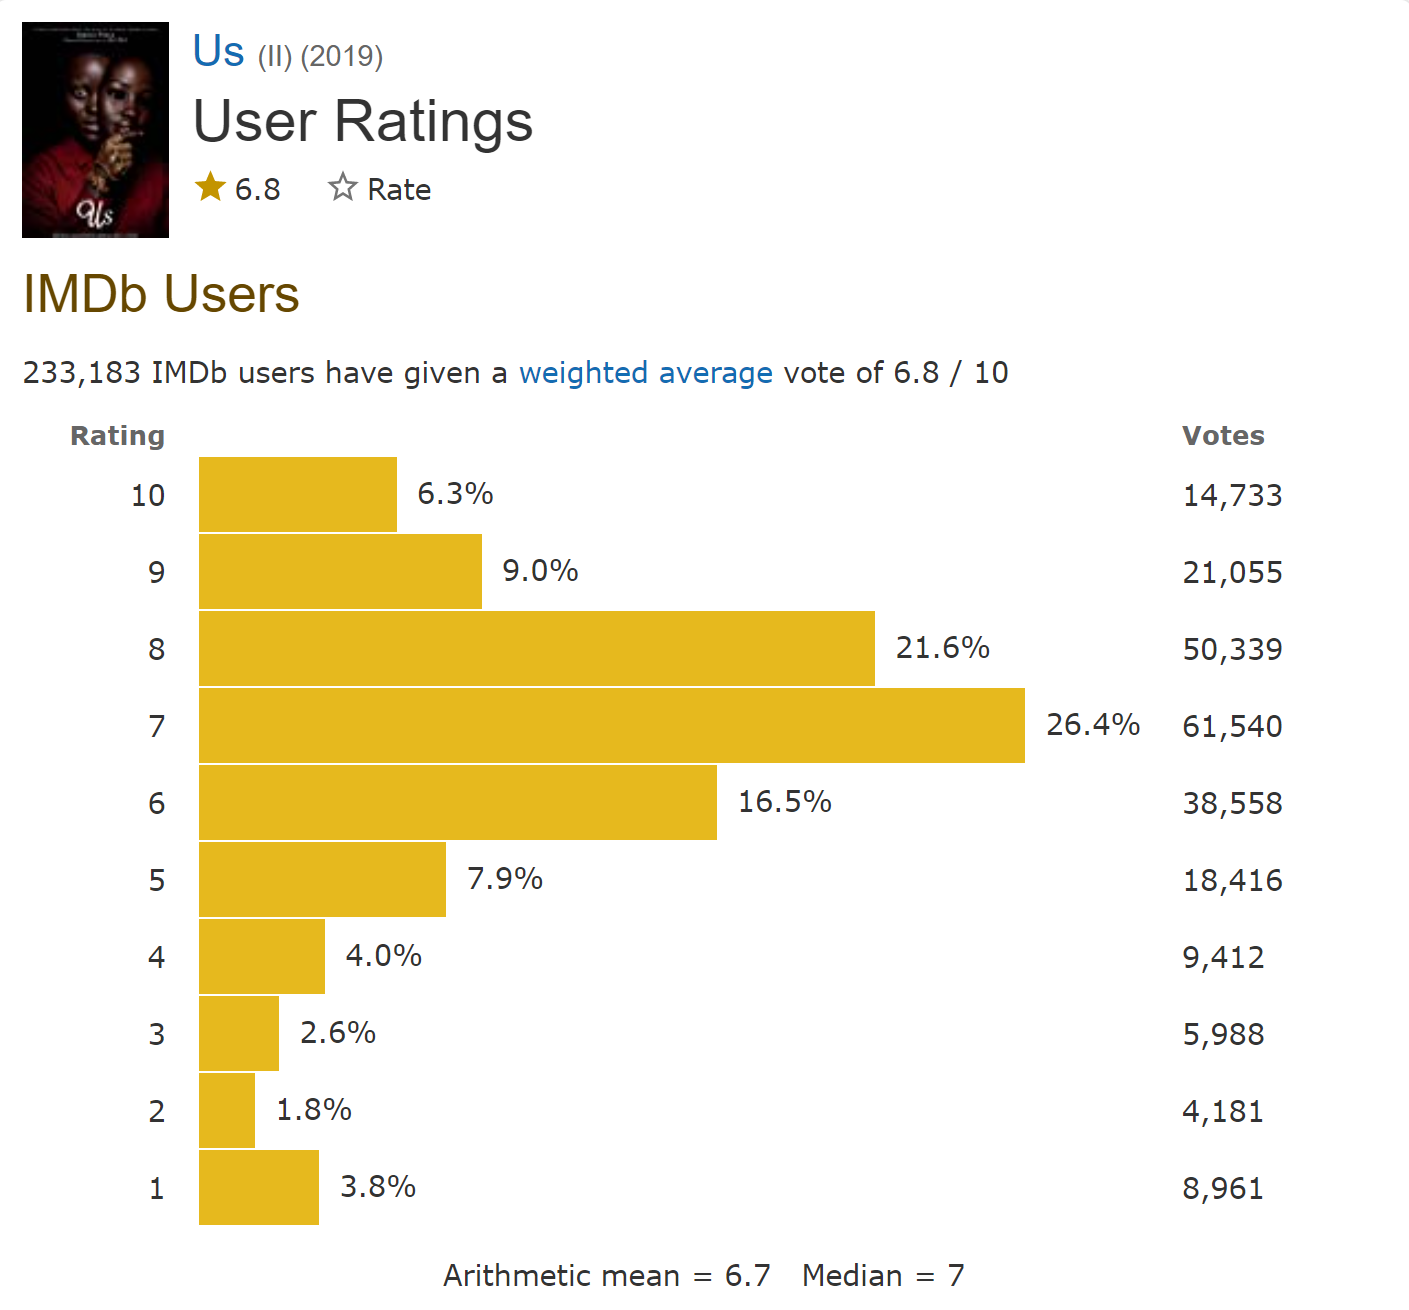 Us
Us (II) (2019)
User Ratings
6.8 Rate
IMDb Users
233,183 IMDb users have given a weighted average vote of 6.8 / 10
Rating Votes
10 6.3% 14,733
9 9.0% 21,055
8 21.6% 50,339
7 26.4% 61,540
6 16.5% 38,558
5 7.9% 18,416
4 4.0% 9,412
3 2.6% 5,988
2 1.8% 4,181
1 3.8% 8,961
Arithmetic mean = 6.7 Median = 7